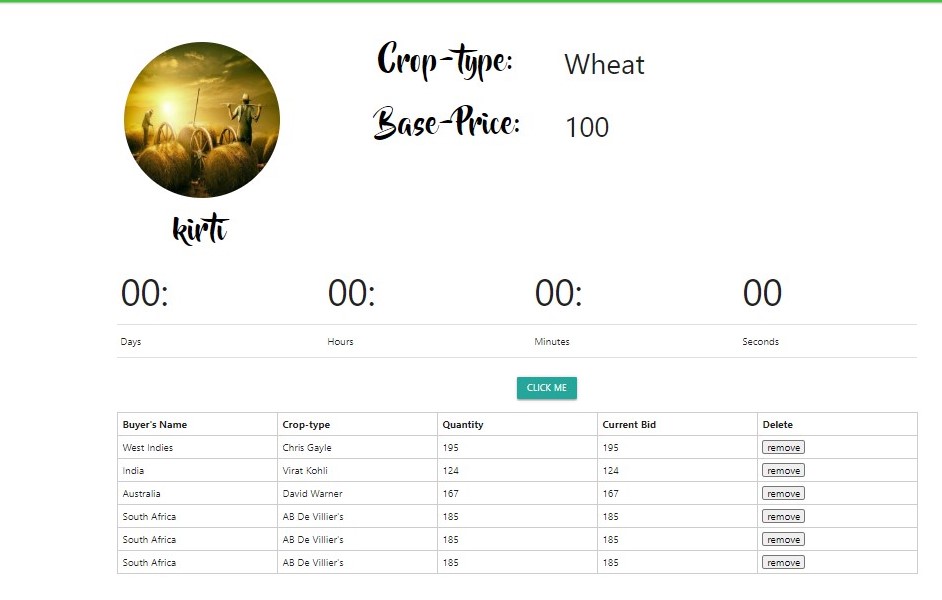 Crop-type: Wheat
Base-Price: 100
kirti
00: 00: 00: 00
Days Hours Minutes Seconds
CLICK ME
Buyer's Name Crop-type Quantity Current Bid Delete
West Indies Chris Gayle 195 195 remove
India Virat Kohli 124 124 remove
Australia David Warner 167 167 remove
South Africa AB De Villier's 185 185 remove
South Africa AB De Villier's 185 185 remove
South Africa AB De Villier's 185 185 remove